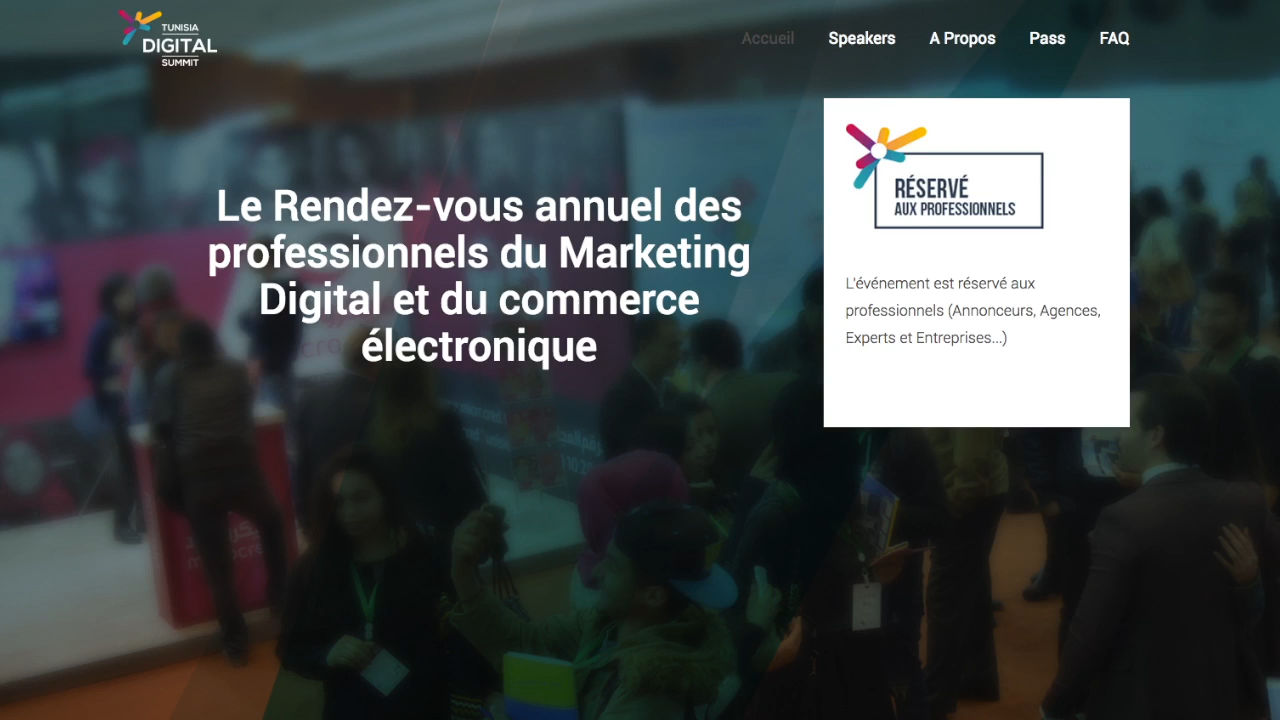 TUNISIA
DIGITAL
SUMMIT
Accueil Speakers A Propos Pass FAQ
Le Rendez-vous annuel des
professionnels du Marketing
Digital et du commerce
électronique
RÉSERVÉ
AUX PROFESSIONNELS
L'événement est réservé aux
professionnels (Annonceurs, Agences,
Experts et Entreprises...)